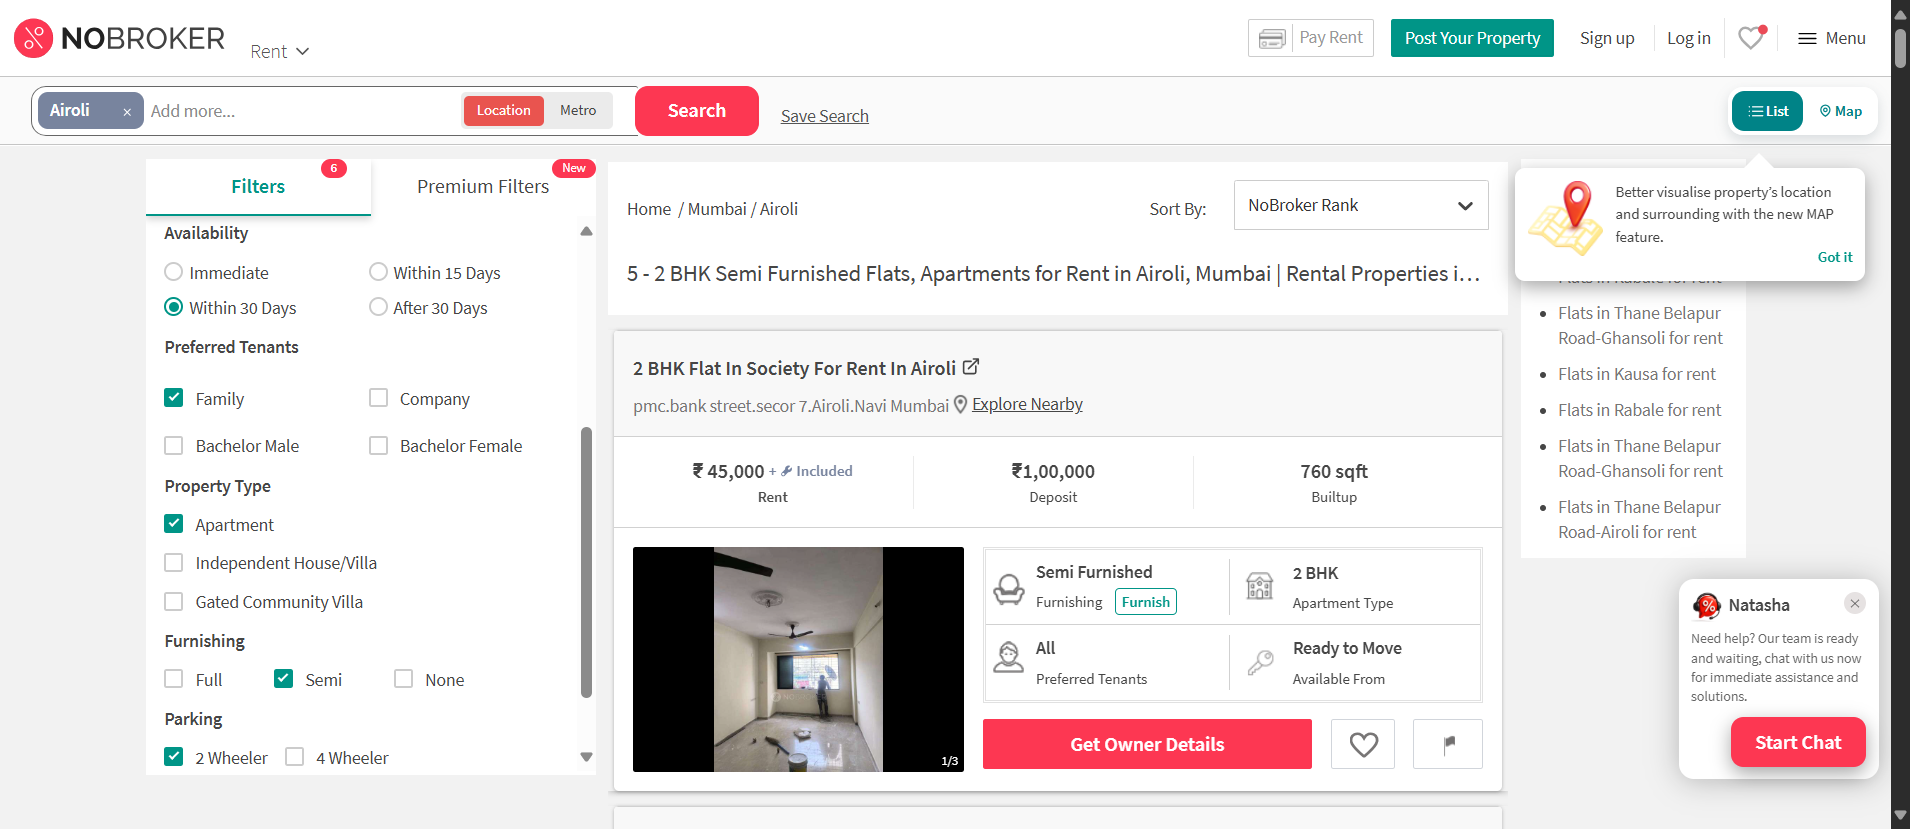 NOBROKER
Rent
Pay Rent
Post Your Property
Sign up
Log in
Menu
Airoli ×
Add more...
Location
Metro
Search
Save Search
List
Map
Filters
6
Premium Filters
New
Availability
Immediate
Within 15 Days
Within 30 Days
After 30 Days
Preferred Tenants
Family
Company
Bachelor Male
Bachelor Female
Property Type
Apartment
Independent House/Villa
Gated Community Villa
Furnishing
Full
Semi
None
Parking
2 Wheeler
4 Wheeler
Home / Mumbai / Airoli
Sort By:
NoBroker Rank
5 - 2 BHK Semi Furnished Flats, Apartments for Rent in Airoli, Mumbai | Rental Properties i...
2 BHK Flat In Society For Rent In Airoli
pmc.bank street.secor 7.Airoli.Navi Mumbai
Explore Nearby
₹ 45,000 + Included
Rent
₹1,00,000
Deposit
760 sqft
Builtup
1/3
Semi Furnished
Furnishing
Furnish
2 BHK
Apartment Type
All
Preferred Tenants
Ready to Move
Available From
Get Owner Details
Better visualise property's location
and surrounding with the new MAP
feature.
Got it
Flats in Rabale for rent
Flats in Thane Belapur
Road-Ghansoli for rent
Flats in Kausa for rent
Flats in Rabale for rent
Flats in Thane Belapur
Road-Ghansoli for rent
Flats in Thane Belapur
Road-Airoli for rent
Natasha
Need help? Our team is ready
and waiting, chat with us now
for immediate assistance and
solutions.
Start Chat